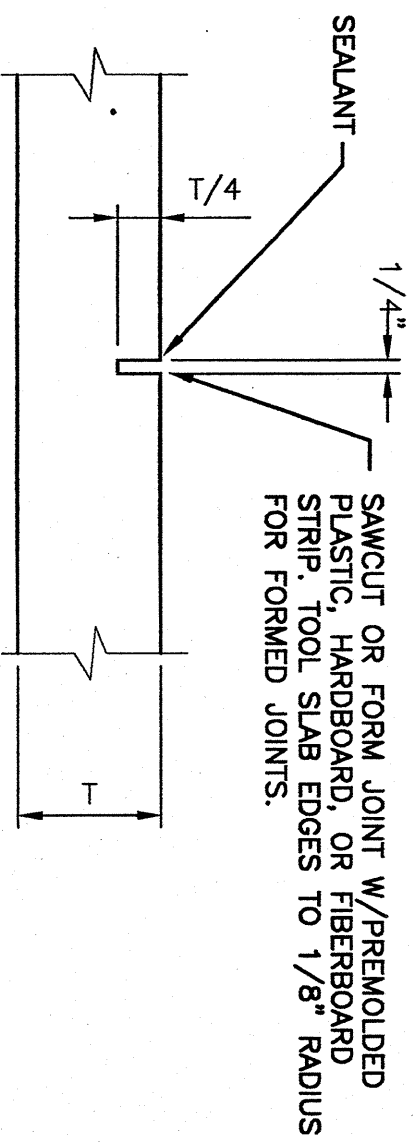 SEALANT
T/4
1/4"
SAWCUT OR FORM JOINT W/PREMOLDED
PLASTIC, HARDBOARD, OR FIBERBOARD
STRIP. TOOL SLAB EDGES TO 1/8" RADIUS
FOR FORMED JOINTS.
T